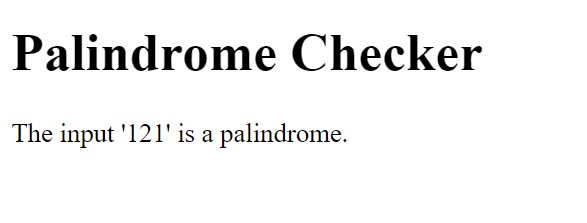 Palindrome Checker
The input '121' is a palindrome.